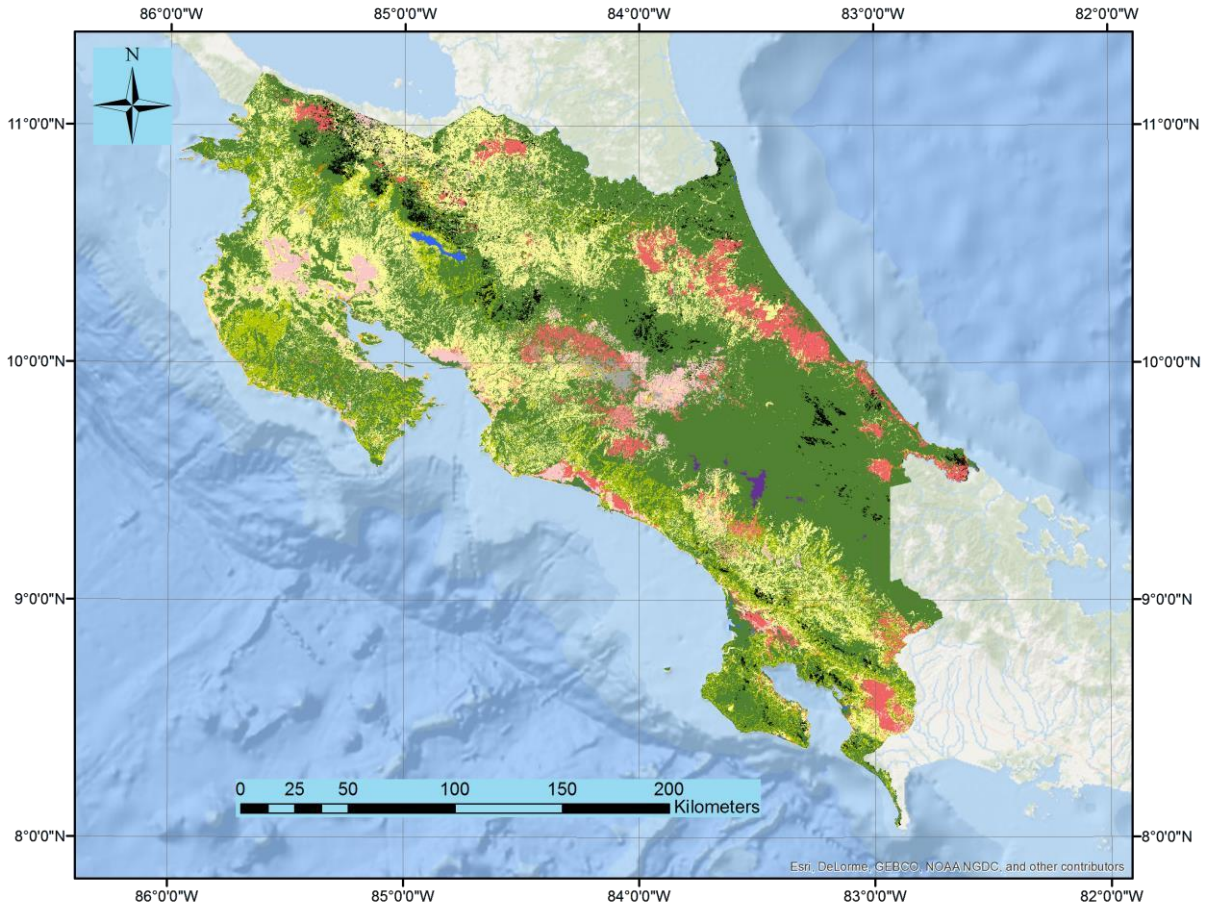 86°0'0"W 85°0'0"W 84°0'0"W 83°0'0"W 82°0'0"W
N
11°0'0"N 11°0'0"N
10°0'0"N 10°0'0"N
9°0'0"N 9°0'0"N
0 25 50 100 150 200
Kilometers
8°0'0"N 8°0'0"N
Esri, DeLorme, GEBCO, NOAA NGDC, and other contributors
86°0'0"W 85°0'0"W 84°0'0"W 83°0'0"W 82°0'0"W